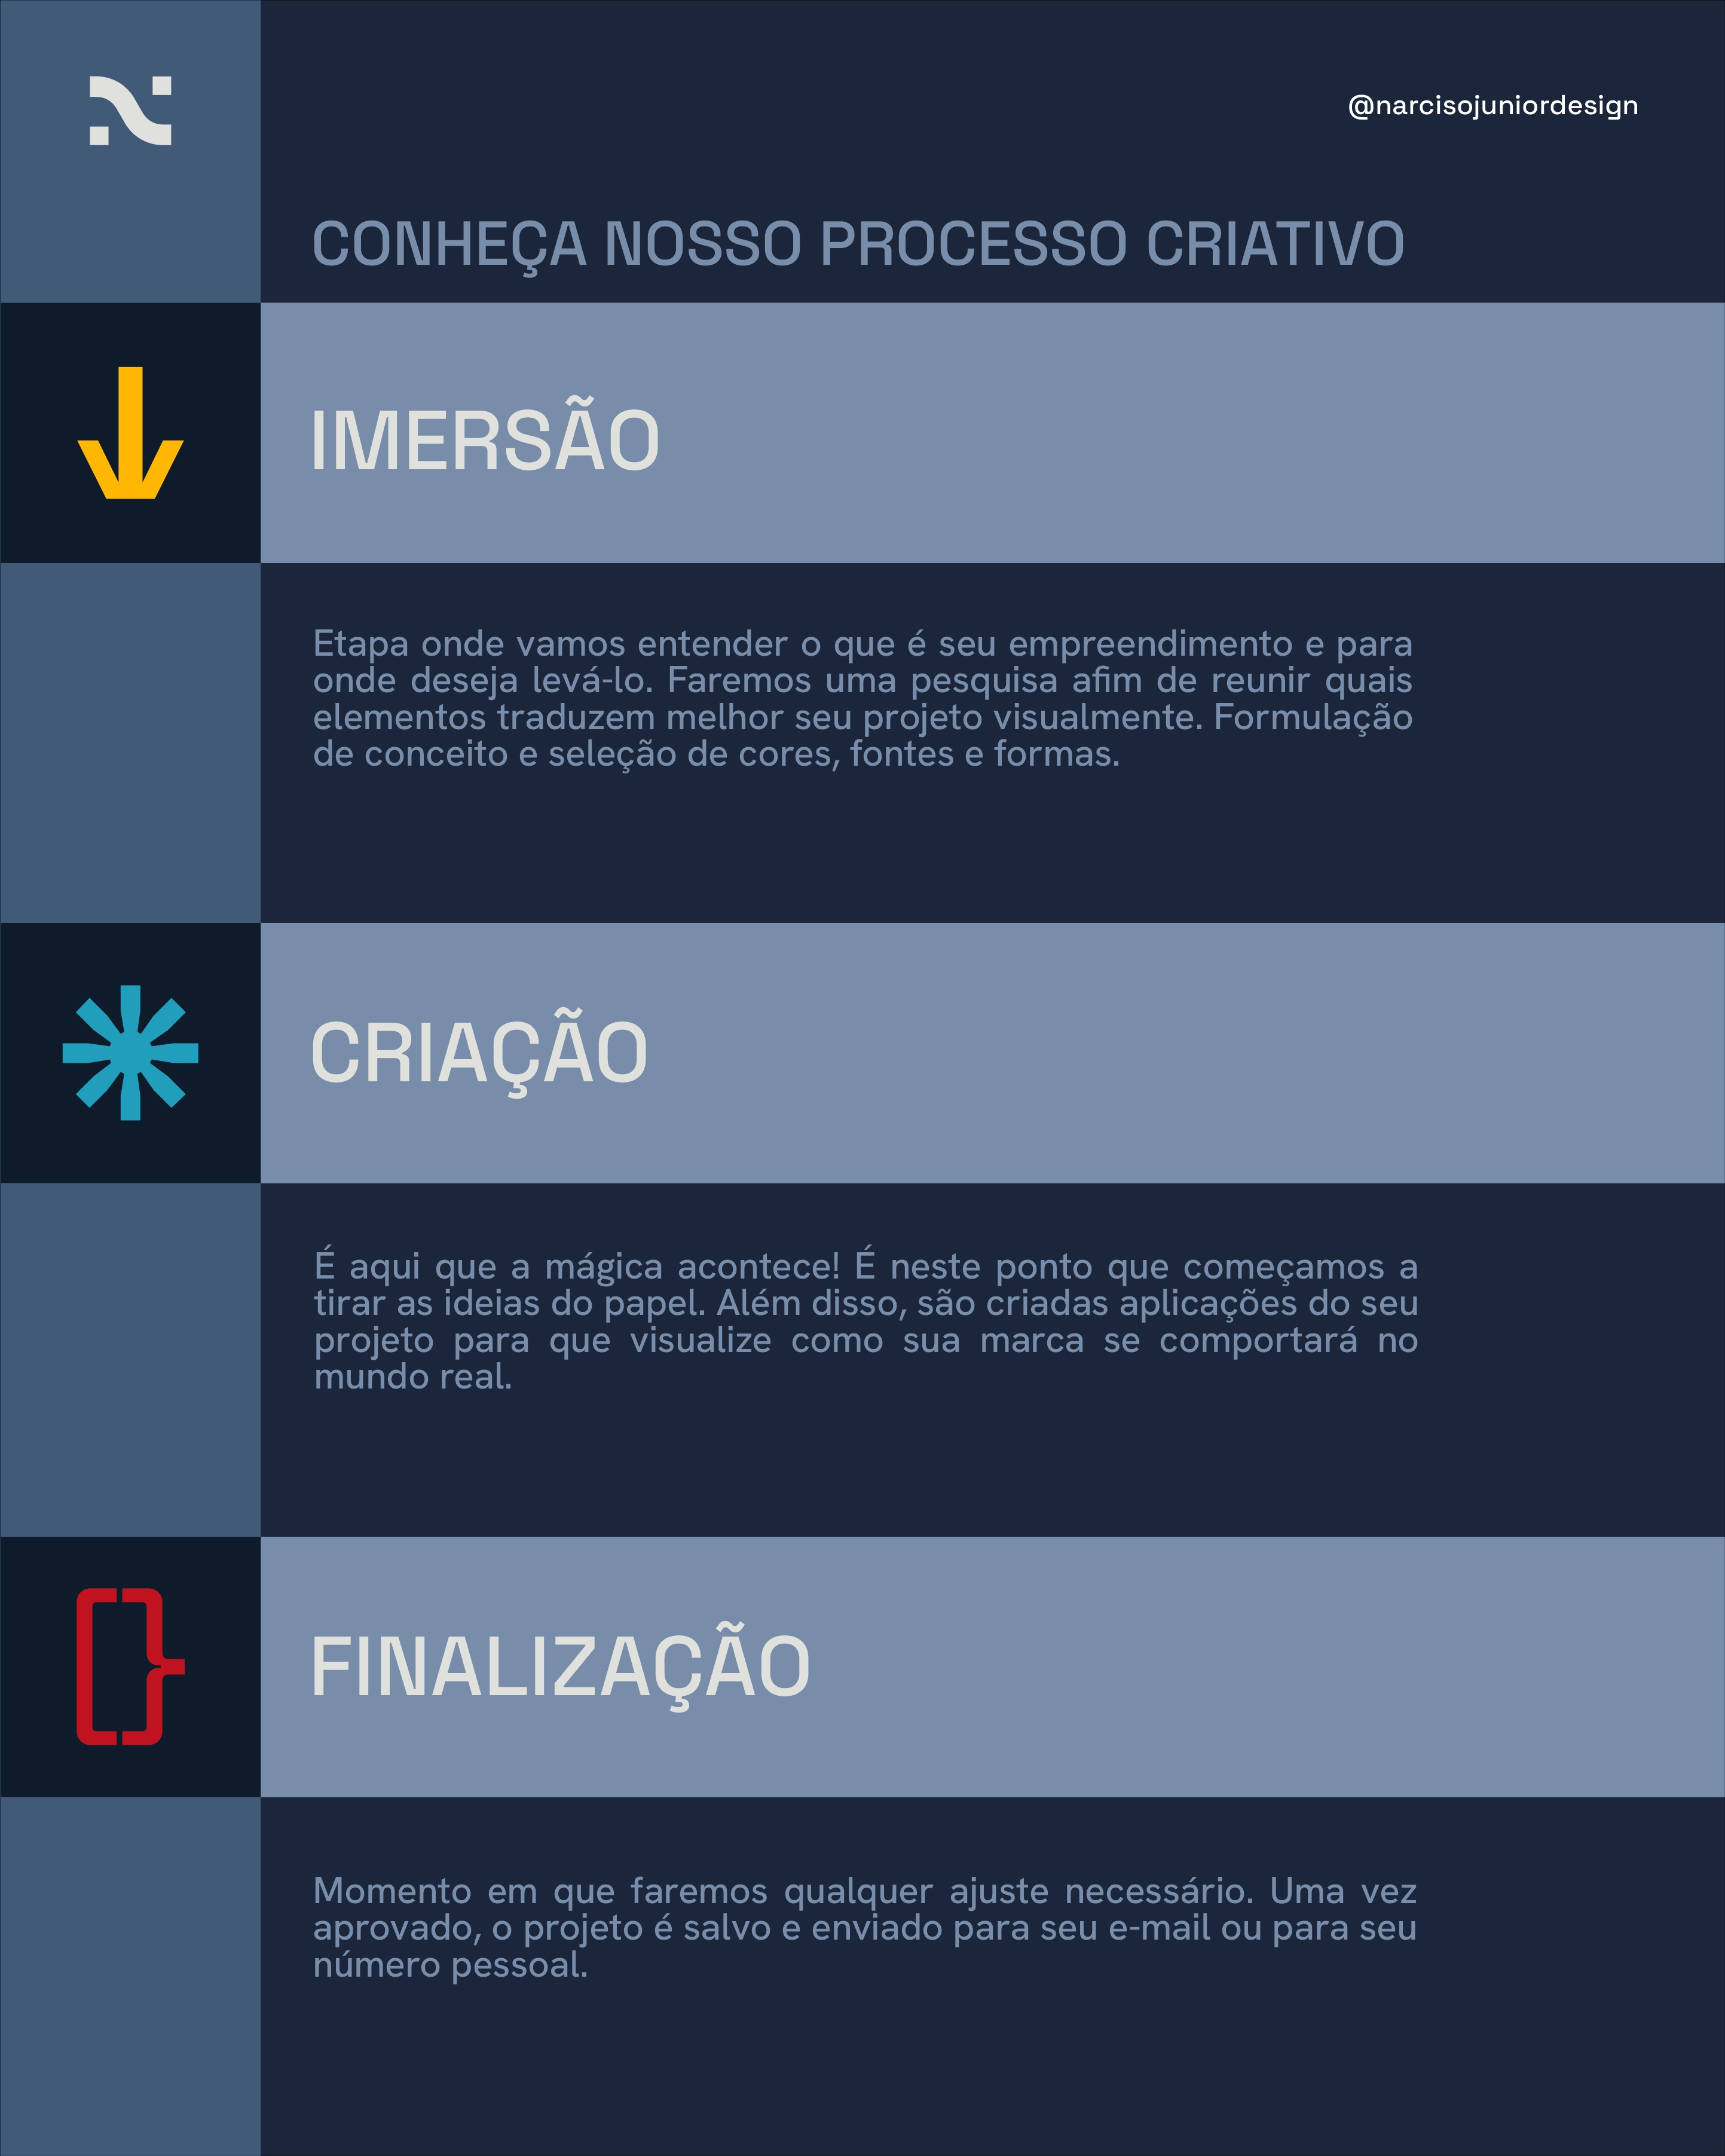 @narcisojuniordesign
CONHEÇA NOSSO PROCESSO CRIATIVO
IMERSÃO
Etapa onde vamos entender o que é seu empreendimento e para
onde deseja levá-lo. Faremos uma pesquisa afim de reunir quais
elementos traduzem melhor seu projeto visualmente. Formulação
de conceito e seleção de cores, fontes e formas.
CRIAÇÃO
É aqui que a mágica acontece! É neste ponto que começamos a
tirar as ideias do papel. Além disso, são criadas aplicações do seu
projeto para que visualize como sua marca se comportará no
mundo real.
FINALIZAÇÃO
Momento em que faremos qualquer ajuste necessário. Uma vez
aprovado, o projeto é salvo e enviado para seu e-mail ou para seu
número pessoal.